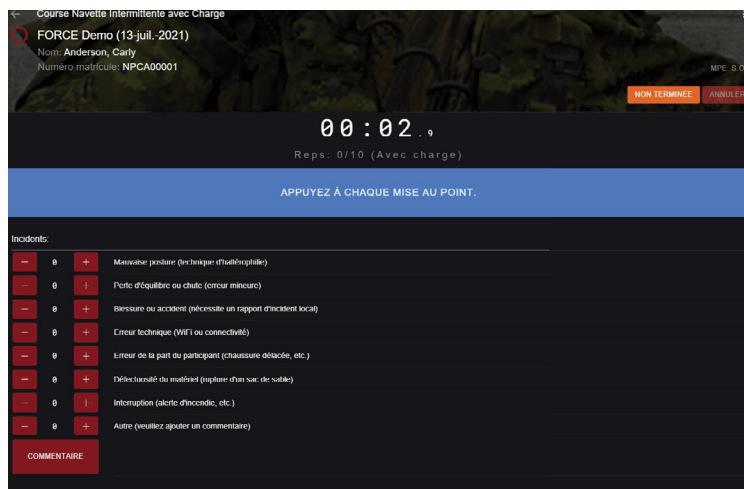 Course Navette Intermittente avec Charge
FORCE Demo (13-juil.-2021)
Nom: Anderson, Carly
Numéro matricule: NPCA00001
MPE: S.O
NON TERMINÉE
ANNULER
00:02.9
Reps: 0/10 (Avec charge)
APPUYEZ À CHAQUE MISE AU POINT.
Incidents:
− 0 + Mauvaise posture (technique d'haltérophilie)
− 0 + Perte d'équilibre ou chute (erreur mineure)
− 0 + Blessure ou accident (nécessite un rapport d'incident local)
− 0 + Erreur technique (WiFi ou connectivité)
− 0 + Erreur de la part du participant (chaussure délacée, etc.)
− 0 + Défectuosité du matériel (rupture d'un sac de sable)
− 0 + Interruption (alerte d'incendie, etc.)
− 0 + Autre (veuillez ajouter un commentaire)
COMMENTAIRE